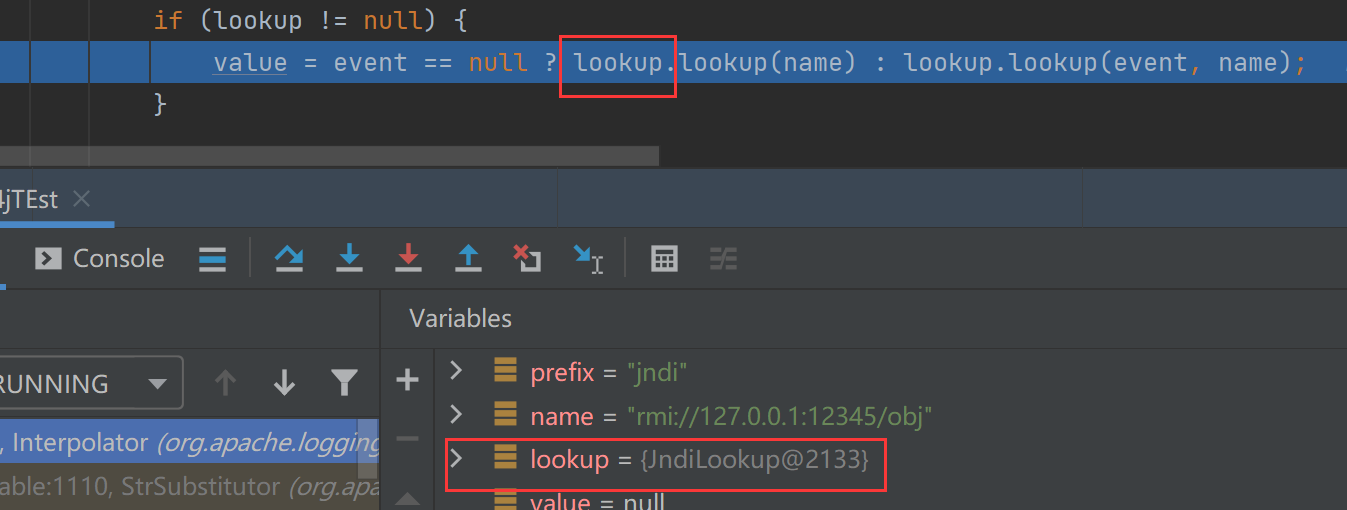 if (lookup != null) {
value = event == null ? lookup.lookup(name) : lookup.lookup(event, name);
}
4jTEst
Console
Variables
RUNNING
prefix = "jndi"
name = "rmi://127.0.0.1:12345/obj"
, Interpolator (org.apache.logging
lookup = {JndiLookup@2133}
able:1110, StrSubstitutor (org.apa
value = null